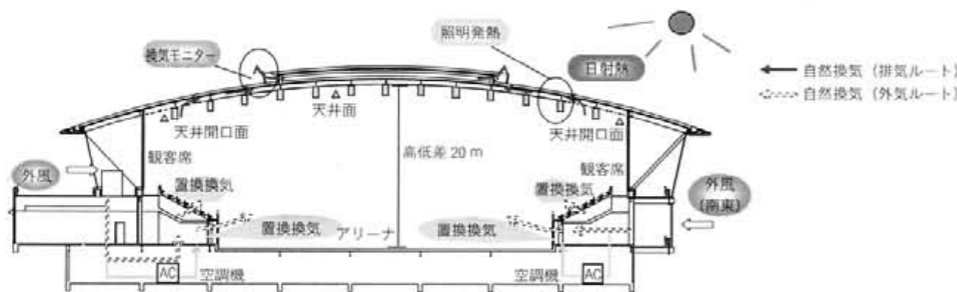 照明発熱
換気モニター
日射熱
自然換気（排気ルート）
自然換気（外気ルート）
天井面
天井開口面
天井開口面
高低差 20 m
観客席
観客席
外風
置換換気
置換換気
外風
(南東)
置換換気
アリーナ
置換換気
AC
空調機
空調機
AC